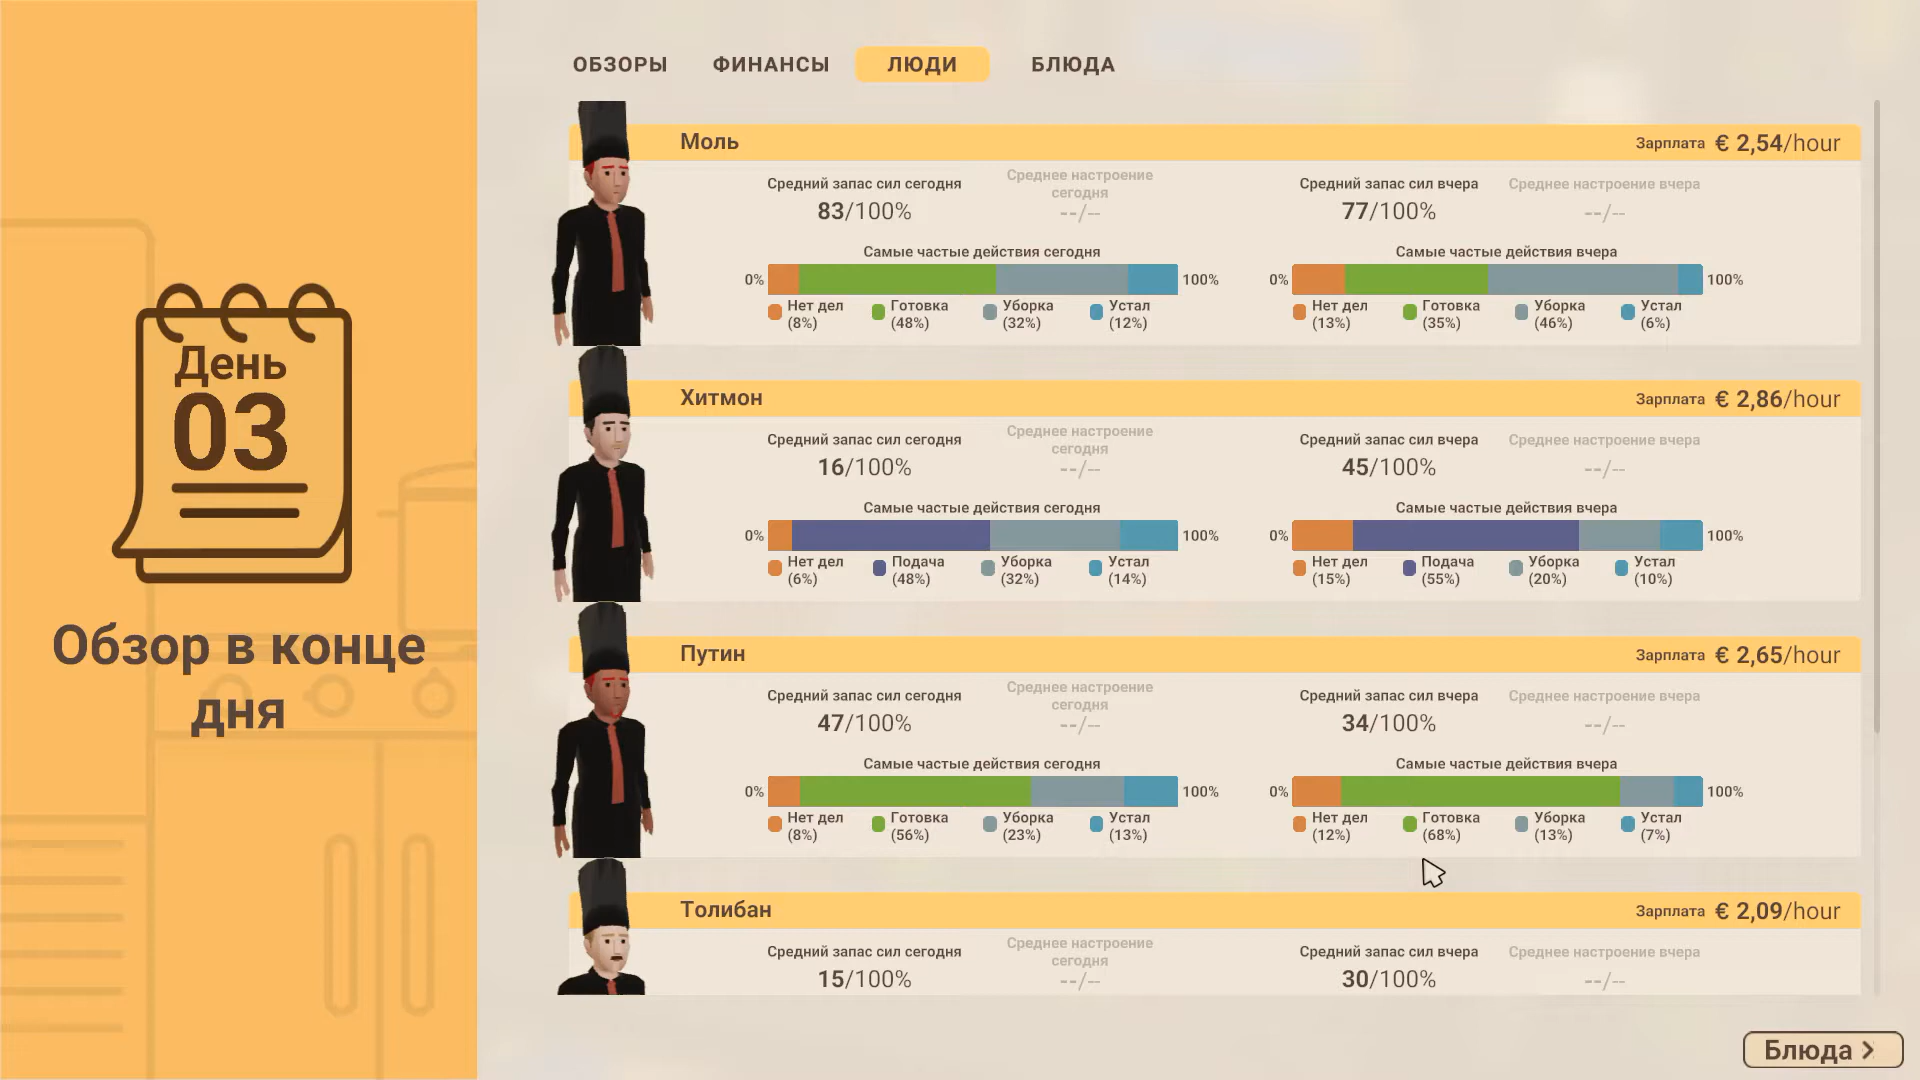 ОБЗОРЫ ФИНАНСЫ ЛЮДИ БЛЮДА
День
03
Обзор в конце
дня
Моль Зарплата € 2,54/hour
Средний запас сил сегодня Среднее настроение сегодня Средний запас сил вчера Среднее настроение вчера
83/100% --/-- 77/100% --/--
Самые частые действия сегодня Самые частые действия вчера
0% 100% 0% 100%
Нет дел Готовка Уборка Устал Нет дел Готовка Уборка Устал
(8%) (48%) (32%) (12%) (13%) (35%) (46%) (6%)
Хитмон Зарплата € 2,86/hour
Средний запас сил сегодня Среднее настроение сегодня Средний запас сил вчера Среднее настроение вчера
16/100% --/-- 45/100% --/--
Самые частые действия сегодня Самые частые действия вчера
0% 100% 0% 100%
Нет дел Подача Уборка Устал Нет дел Подача Уборка Устал
(6%) (48%) (32%) (14%) (15%) (55%) (20%) (10%)
Путин Зарплата € 2,65/hour
Средний запас сил сегодня Среднее настроение сегодня Средний запас сил вчера Среднее настроение вчера
47/100% --/-- 34/100% --/--
Самые частые действия сегодня Самые частые действия вчера
0% 100% 0% 100%
Нет дел Готовка Уборка Устал Нет дел Готовка Уборка Устал
(8%) (56%) (23%) (13%) (12%) (68%) (13%) (7%)
Толибан Зарплата € 2,09/hour
Средний запас сил сегодня Среднее настроение сегодня Средний запас сил вчера Среднее настроение вчера
15/100% --/-- 30/100% --/--
Блюда